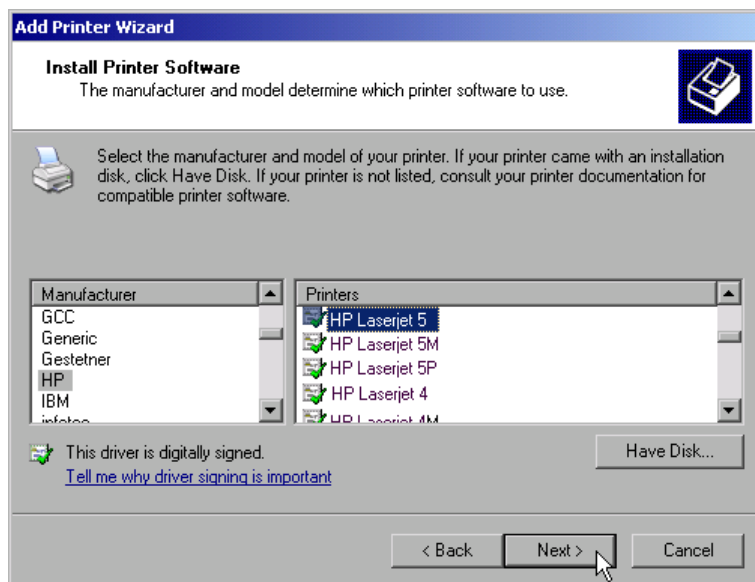 Add Printer Wizard
Install Printer Software
The manufacturer and model determine which printer software to use.
Select the manufacturer and model of your printer. If your printer came with an installation
disk, click Have Disk. If your printer is not listed, consult your printer documentation for
compatible printer software.
Manufacturer
GCC
Generic
Gestetner
HP
IBM
Printers
HP Laserjet 5
HP Laserjet 5M
HP Laserjet 5P
HP Laserjet 4
HP Laserjet 4M
This driver is digitally signed.
Tell me why driver signing is important
Have Disk...
< Back
Next >
Cancel